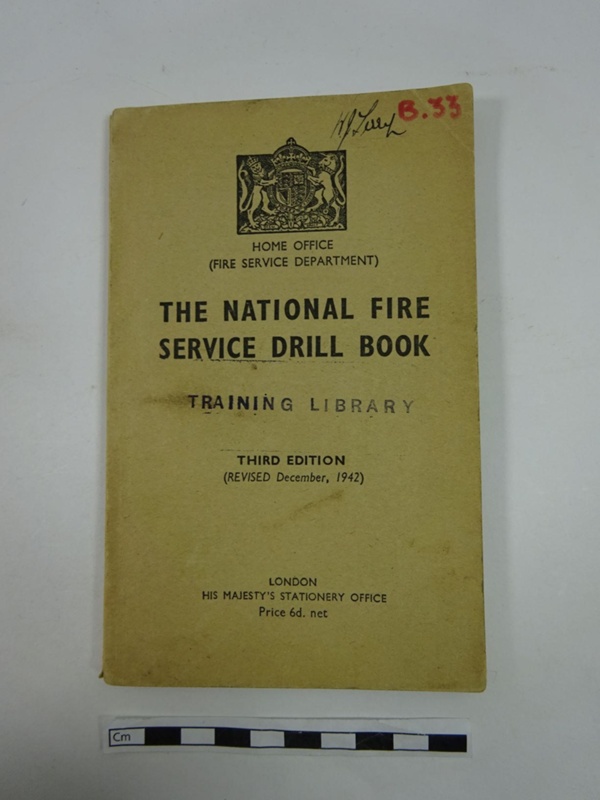 B.33
HOME OFFICE
(FIRE SERVICE DEPARTMENT)
THE NATIONAL FIRE
SERVICE DRILL BOOK
TRAINING LIBRARY
THIRD EDITION
(REVISED December, 1942)
LONDON
HIS MAJESTY'S STATIONERY OFFICE
Price 6d. net
Cm